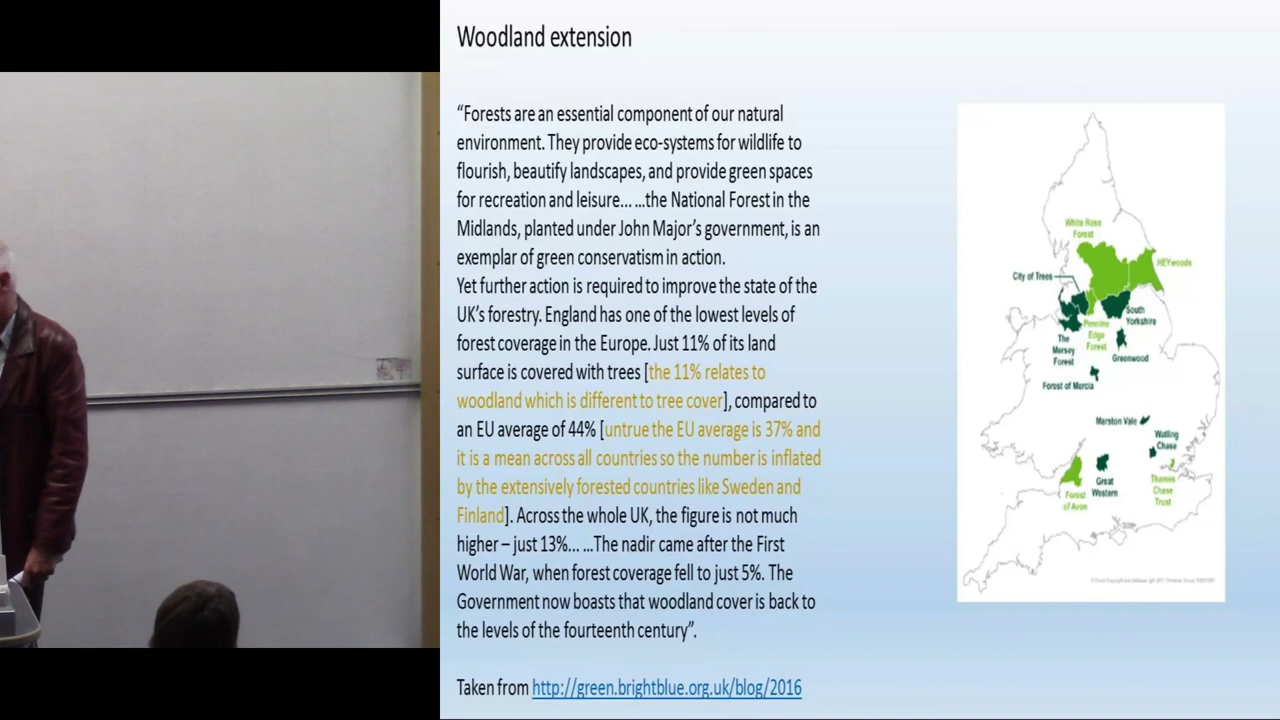 Woodland extension
“Forests are an essential component of our natural
environment. They provide eco-systems for wildlife to
flourish, beautify landscapes, and provide green spaces
for recreation and leisure... ...the National Forest in the
Midlands, planted under John Major’s government, is an
exemplar of green conservatism in action.
Yet further action is required to improve the state of the
UK’s forestry. England has one of the lowest levels of
forest coverage in the Europe. Just 11% of its land
surface is covered with trees [the 11% relates to
woodland which is different to tree cover], compared to
an EU average of 44% [untrue the EU average is 37% and
it is a mean across all countries so the number is inflated
by the extensively forested countries like Sweden and
Finland]. Across the whole UK, the figure is not much
higher – just 13%... ...The nadir came after the First
World War, when forest coverage fell to just 5%. The
Government now boasts that woodland cover is back to
the levels of the fourteenth century”.
Taken from http://green.brightblue.org.uk/blog/2016
White Rose
Forest
HEYwoods
City of Trees
South
Yorkshire
Pennine
Edge
Forest
The
Mersey
Forest
Greenwood
Forest of Mercia
Marston Vale
Watling
Chase
Great
Western
Thames
Chase
Trust
Forest
of Avon